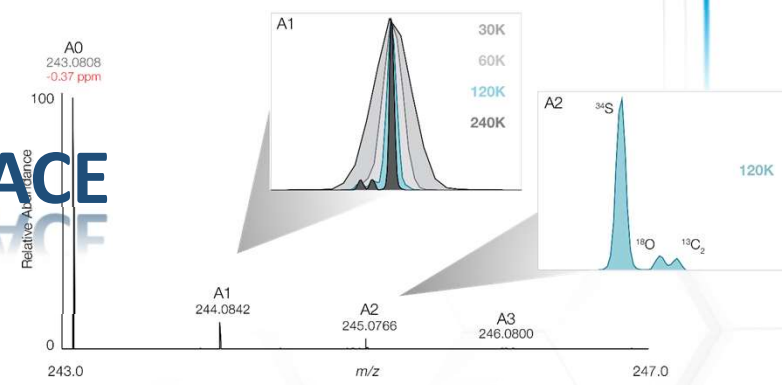 A0
243.0808
-0.37 ppm
100
Relative Abundance
0
ACE
A1
30K
60K
120K
240K
A2
³⁴S
¹⁸O
¹³C₂
120K
A1
244.0842
A2
245.0766
A3
246.0800
243.0
m/z
247.0